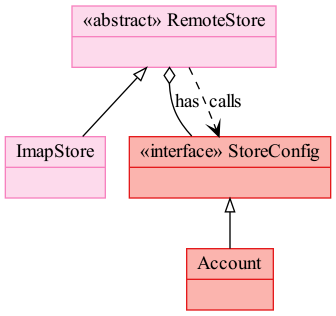 «abstract» RemoteStore
has calls
ImapStore
«interface» StoreConfig
Account